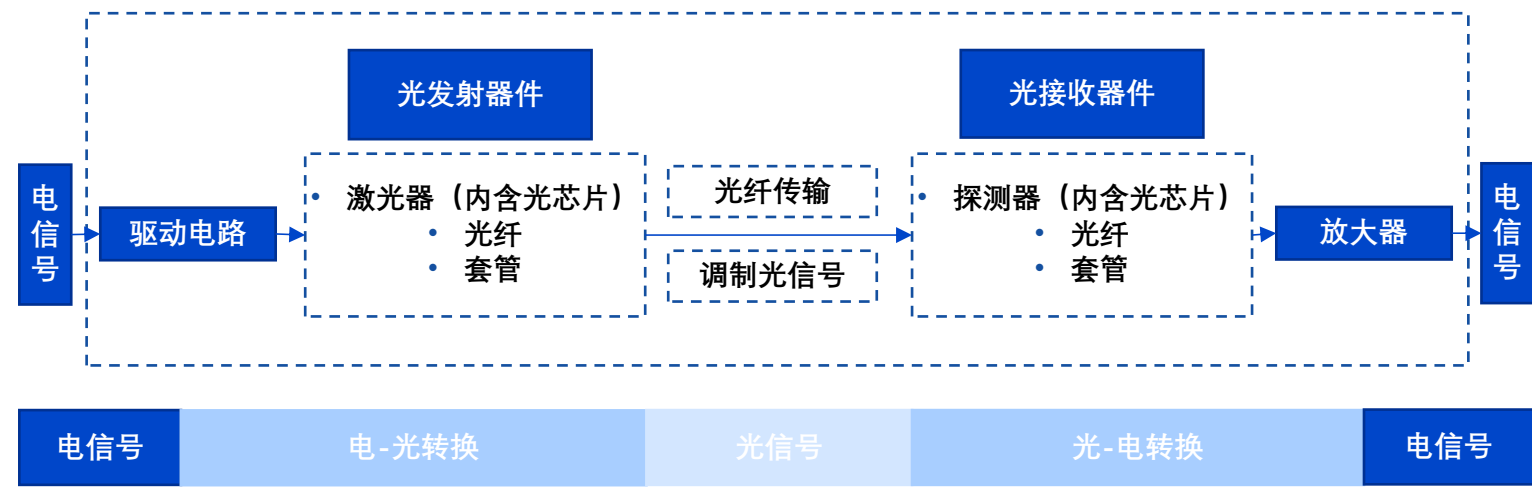 光发射器件
光接收器件
电信号
驱动电路
• 激光器（内含光芯片）
• 光纤
• 套管
光纤传输
调制光信号
• 探测器（内含光芯片）
• 光纤
• 套管
放大器
电信号
电信号
电-光转换
光信号
光-电转换
电信号